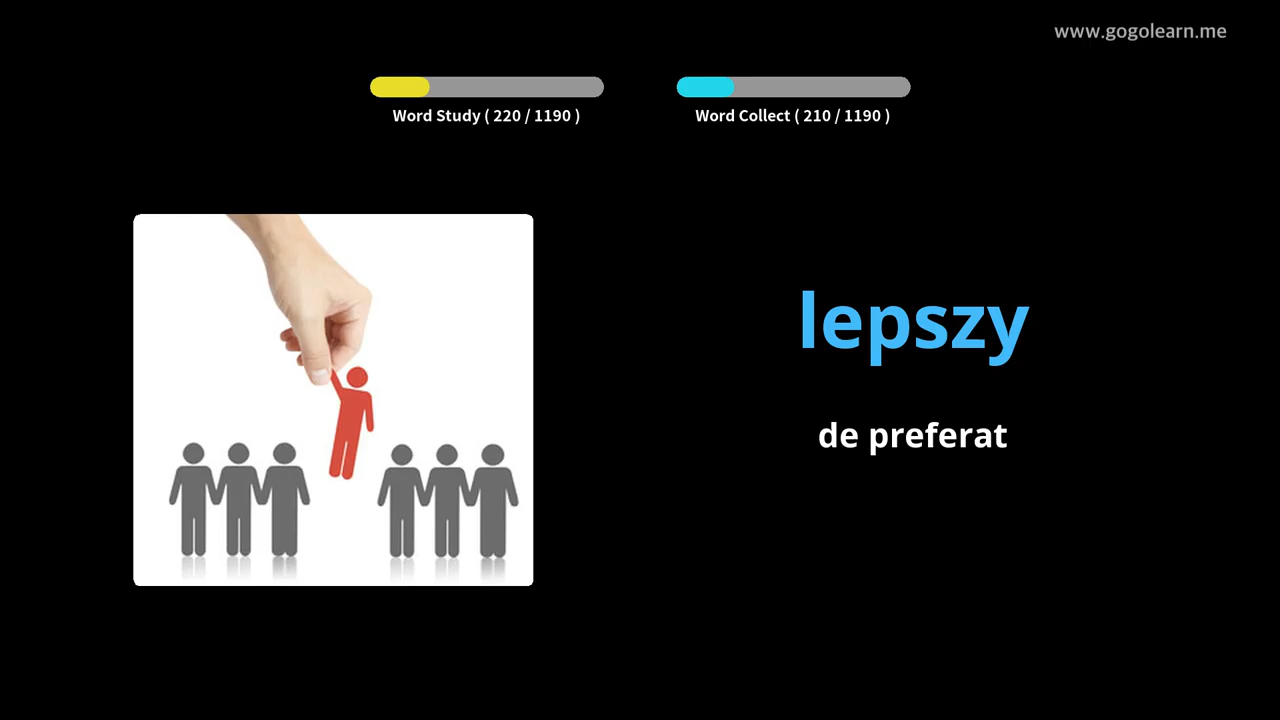 www.gogolearn.me
Word Study ( 220 / 1190 )
Word Collect ( 210 / 1190 )
lepszy
de preferat